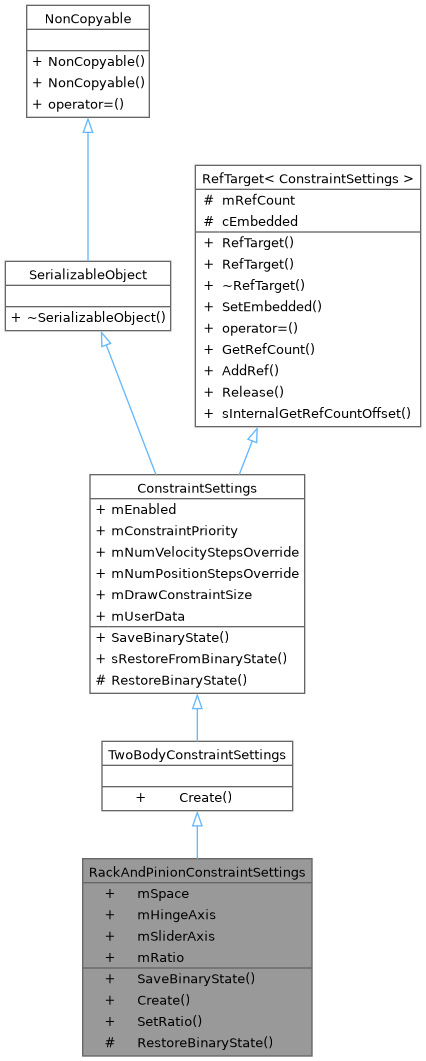 NonCopyable
+ NonCopyable()
+ NonCopyable()
+ operator=()
RefTarget< ConstraintSettings >
# mRefCount
# cEmbedded
+ RefTarget()
+ RefTarget()
+ ~RefTarget()
+ SetEmbedded()
+ operator=()
+ GetRefCount()
+ AddRef()
+ Release()
+ sInternalGetRefCountOffset()
SerializableObject
+ ~SerializableObject()
ConstraintSettings
+ mEnabled
+ mConstraintPriority
+ mNumVelocityStepsOverride
+ mNumPositionStepsOverride
+ mDrawConstraintSize
+ mUserData
+ SaveBinaryState()
+ sRestoreFromBinaryState()
# RestoreBinaryState()
TwoBodyConstraintSettings
+ Create()
RackAndPinionConstraintSettings
+ mSpace
+ mHingeAxis
+ mSliderAxis
+ mRatio
+ SaveBinaryState()
+ Create()
+ SetRatio()
# RestoreBinaryState()